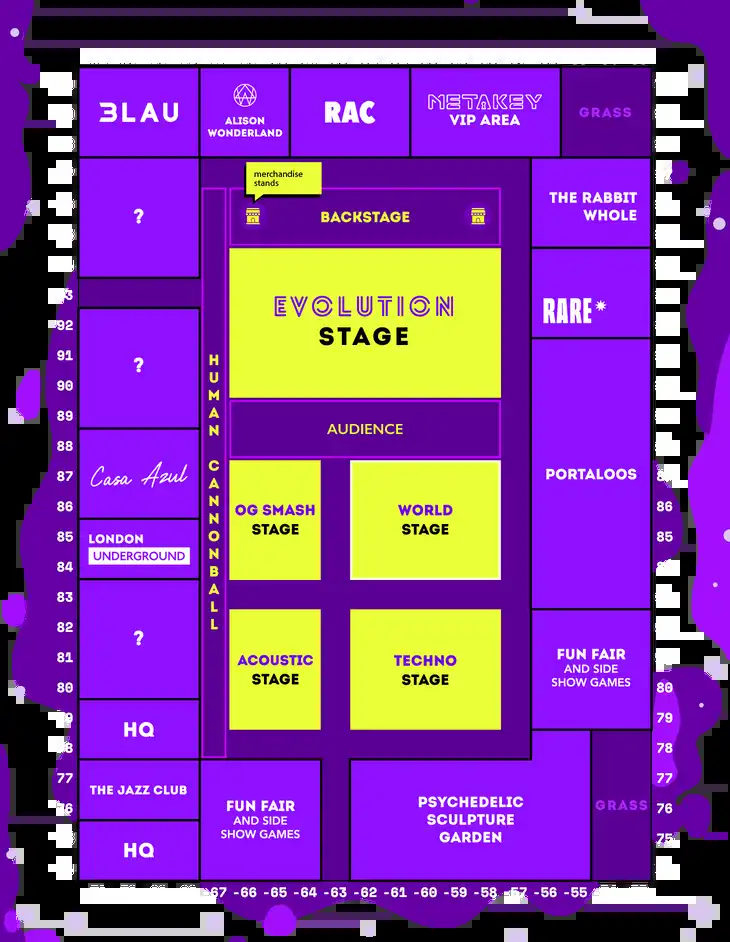 3LAU
ALISON
WONDERLAND
RAC
METAKEY
VIP AREA
GRASS
merchandise
stands
?
BACKSTAGE
THE RABBIT
WHOLE
EVOLUTION
STAGE
RARE*
92
91
90
89
88
87
86
85
84
83
82
81
80
77
?
HUMAN CANNONBALL
AUDIENCE
Casa Azul
OG SMASH
STAGE
WORLD
STAGE
PORTALOOS
86
85
LONDON
UNDERGROUND
?
ACOUSTIC
STAGE
TECHNO
STAGE
FUN FAIR
AND SIDE
SHOW GAMES
80
79
78
77
76
75
HQ
THE JAZZ CLUB
FUN FAIR
AND SIDE
SHOW GAMES
PSYCHEDELIC
SCULPTURE
GARDEN
GRASS
HQ
-67 -66 -65 -64 -63 -62 -61 -60 -59 -58 -57 -56 -55